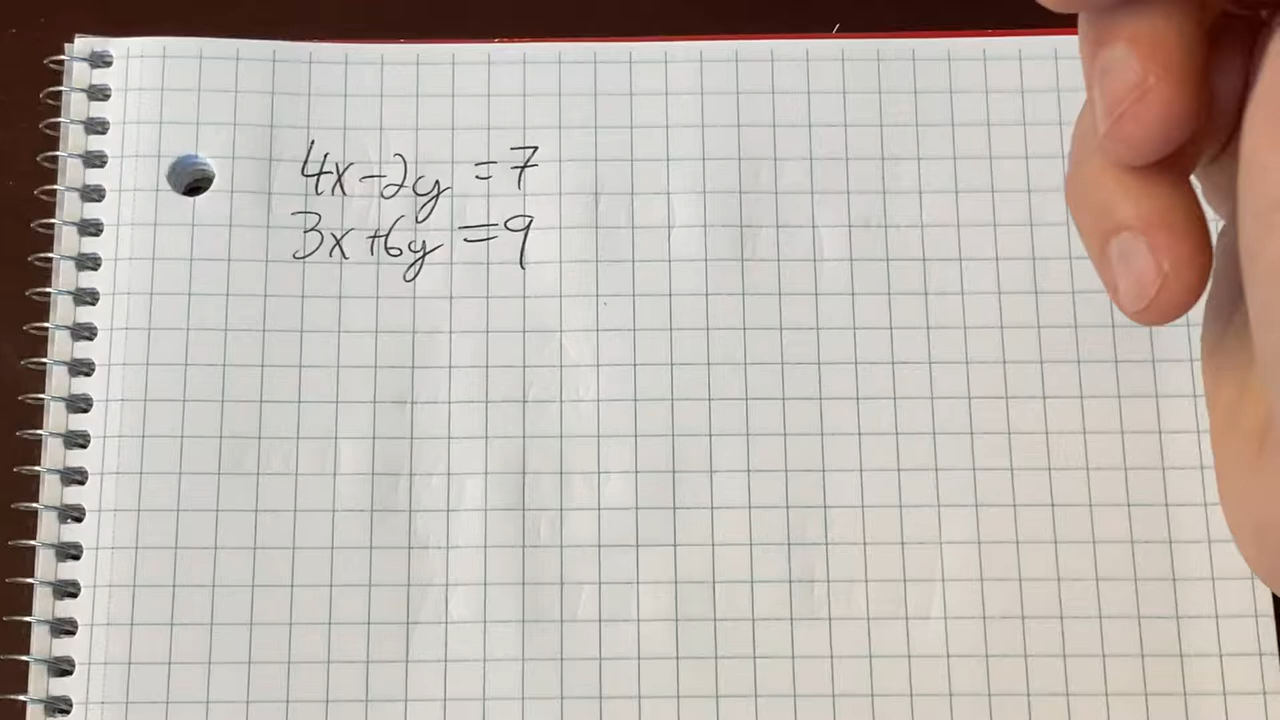 4x-2y = 7
3x+6y = 9